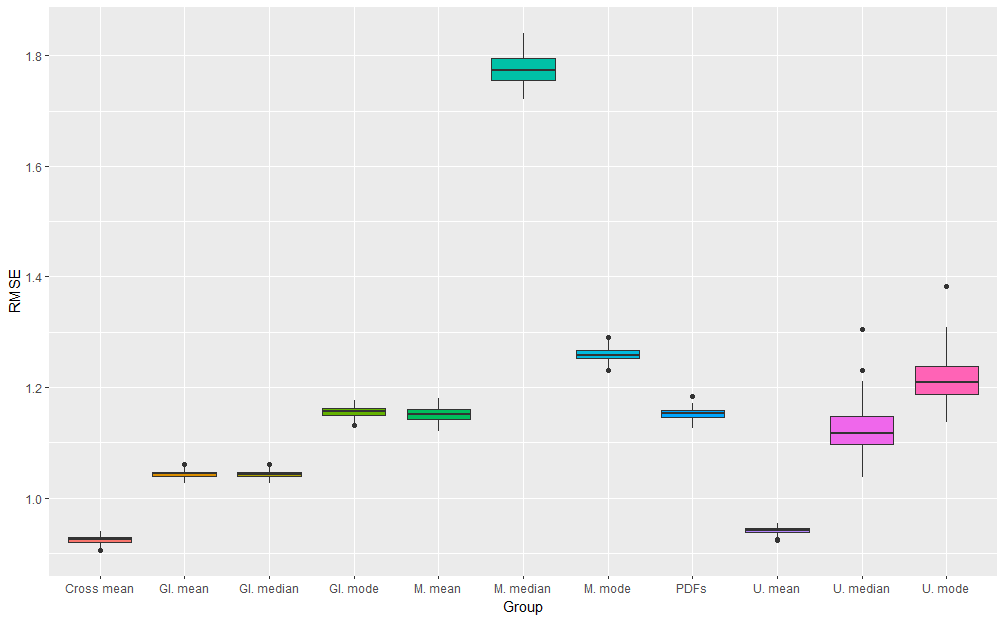 1.8
1.6
1.4
1.2
1.0
RMSE
Cross mean Gl. mean Gl. median Gl. mode M. mean M. median M. mode PDFs U. mean U. median U. mode
Group